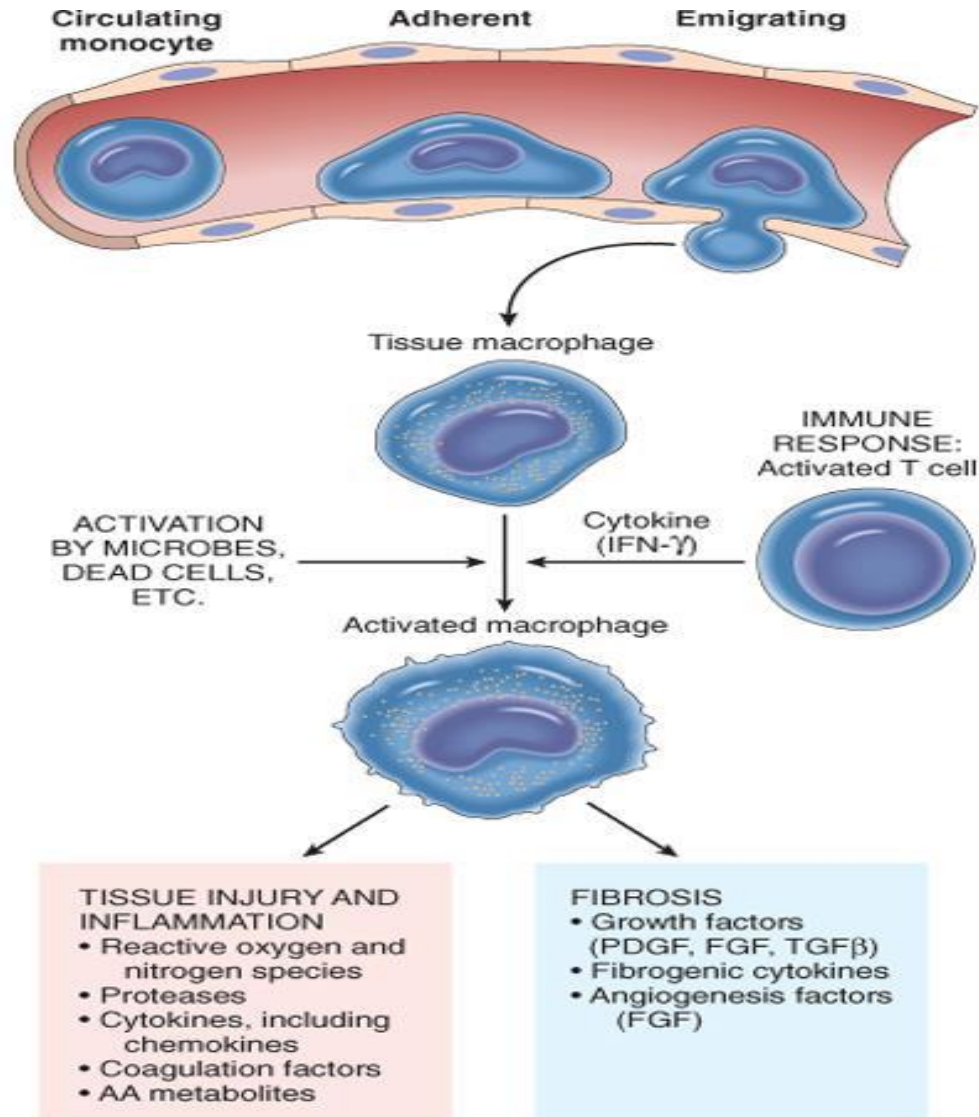 Circulating
monocyte
Adherent
Emigrating
Tissue macrophage
IMMUNE
RESPONSE:
Activated T cell
ACTIVATION
BY MICROBES,
DEAD CELLS,
ETC.
Cytokine
(IFN-γ)
Activated macrophage
TISSUE INJURY AND
INFLAMMATION
• Reactive oxygen and
nitrogen species
• Proteases
• Cytokines, including
chemokines
• Coagulation factors
• AA metabolites
FIBROSIS
• Growth factors
(PDGF, FGF, TGFβ)
• Fibrogenic cytokines
• Angiogenesis factors
(FGF)